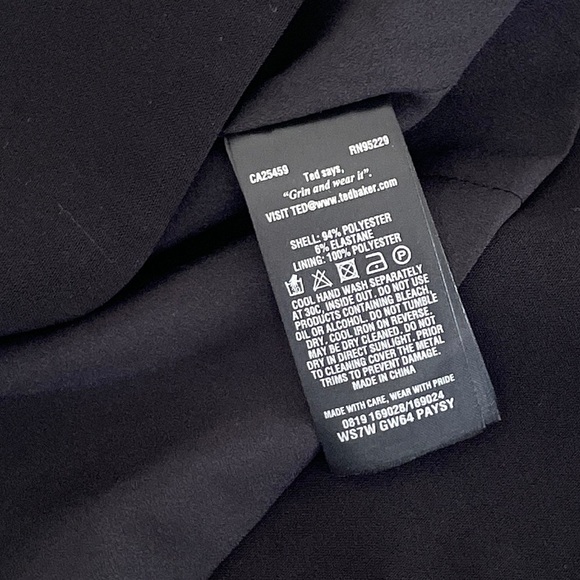 CA25459 RN95229
Ted says,
"Grin and wear it".
VISIT TED@www.tedbaker.com
SHELL: 94% POLYESTER
6% ELASTANE
LINING: 100% POLYESTER
COOL HAND WASH SEPARATELY
AT 30C, INSIDE OUT. DO NOT USE
PRODUCTS CONTAINING BLEACH,
OIL OR ALCOHOL. DO NOT TUMBLE
DRY. COOL IRON ON REVERSE.
MAY BE DRY CLEANED. DO NOT
DRY IN DIRECT SUNLIGHT. PRIOR
TO CLEANING COVER THE METAL
TRIMS TO PREVENT DAMAGE.
MADE IN CHINA
MADE WITH CARE, WEAR WITH PRIDE
0819 169028/169024
WS7W GW64 PAYSY